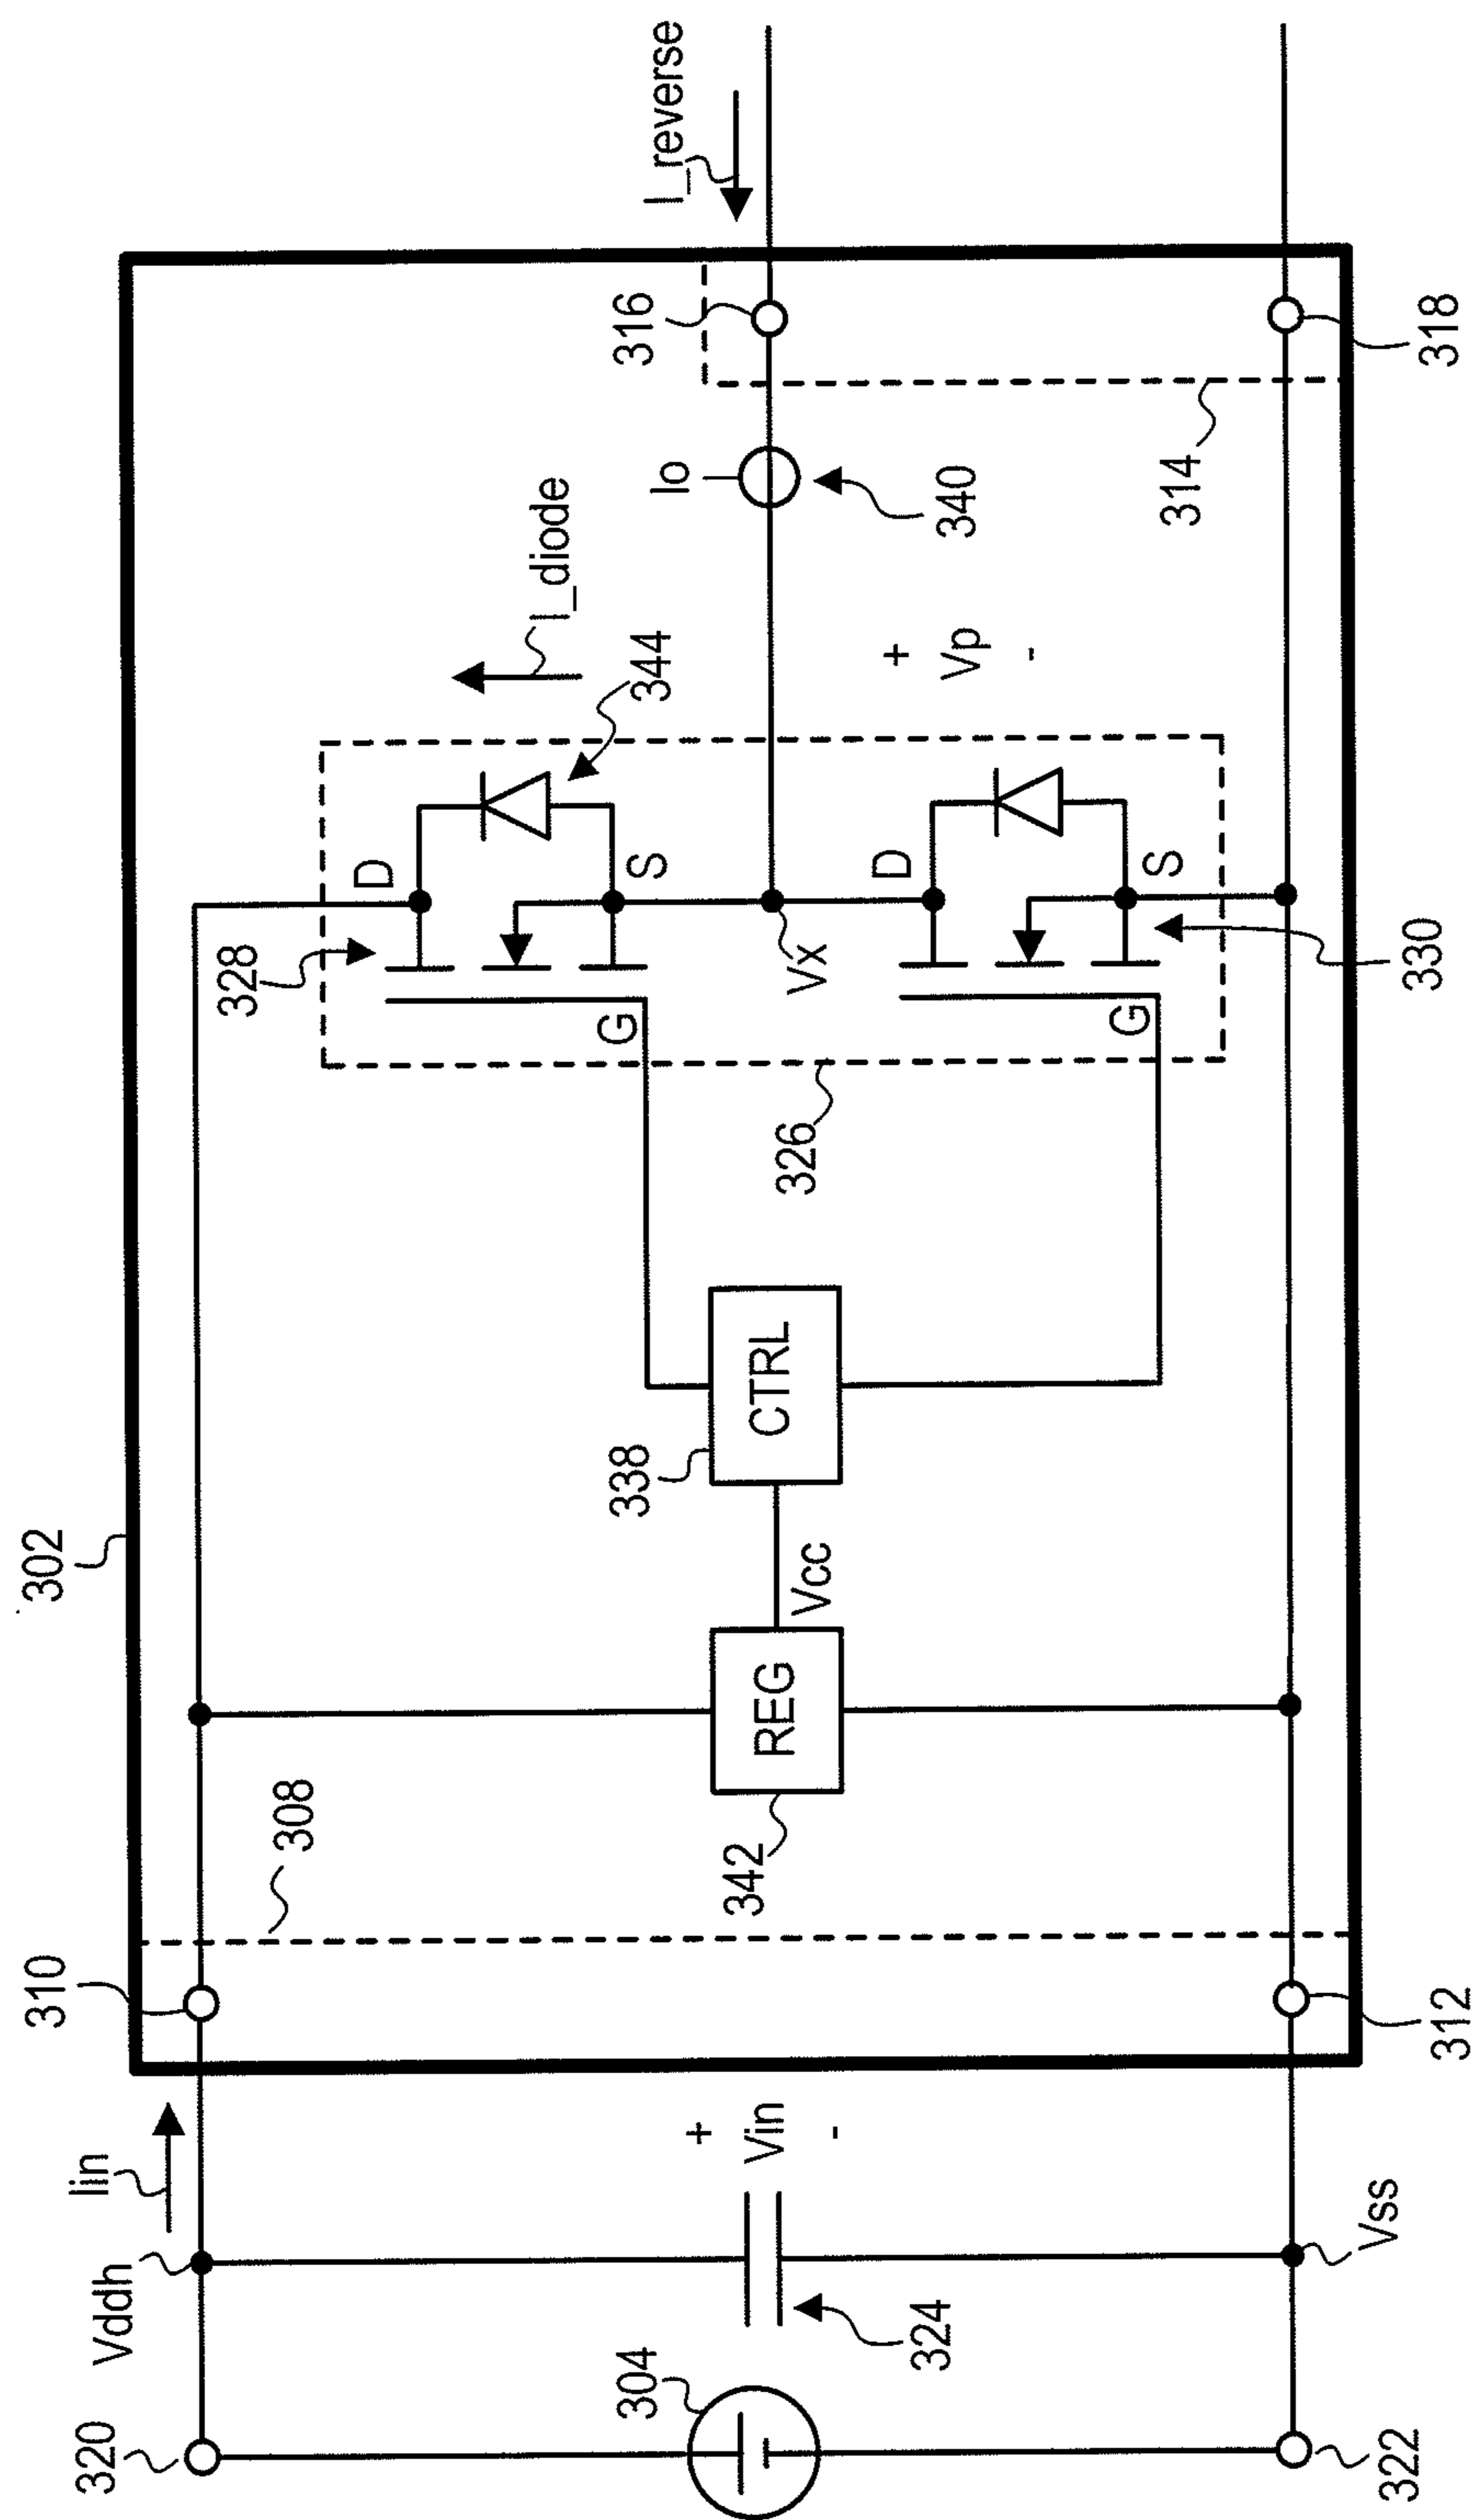 302
310
308
328
D
344
I_diode
I_reverse
G
S
316
Io
340
Vx
338
CTRL
Vcc
REG
342
326
+
Vp
-
D
S
G
330
314
318
312
Iin
Vddh
320
304
324
+
Vin
-
Vss
322